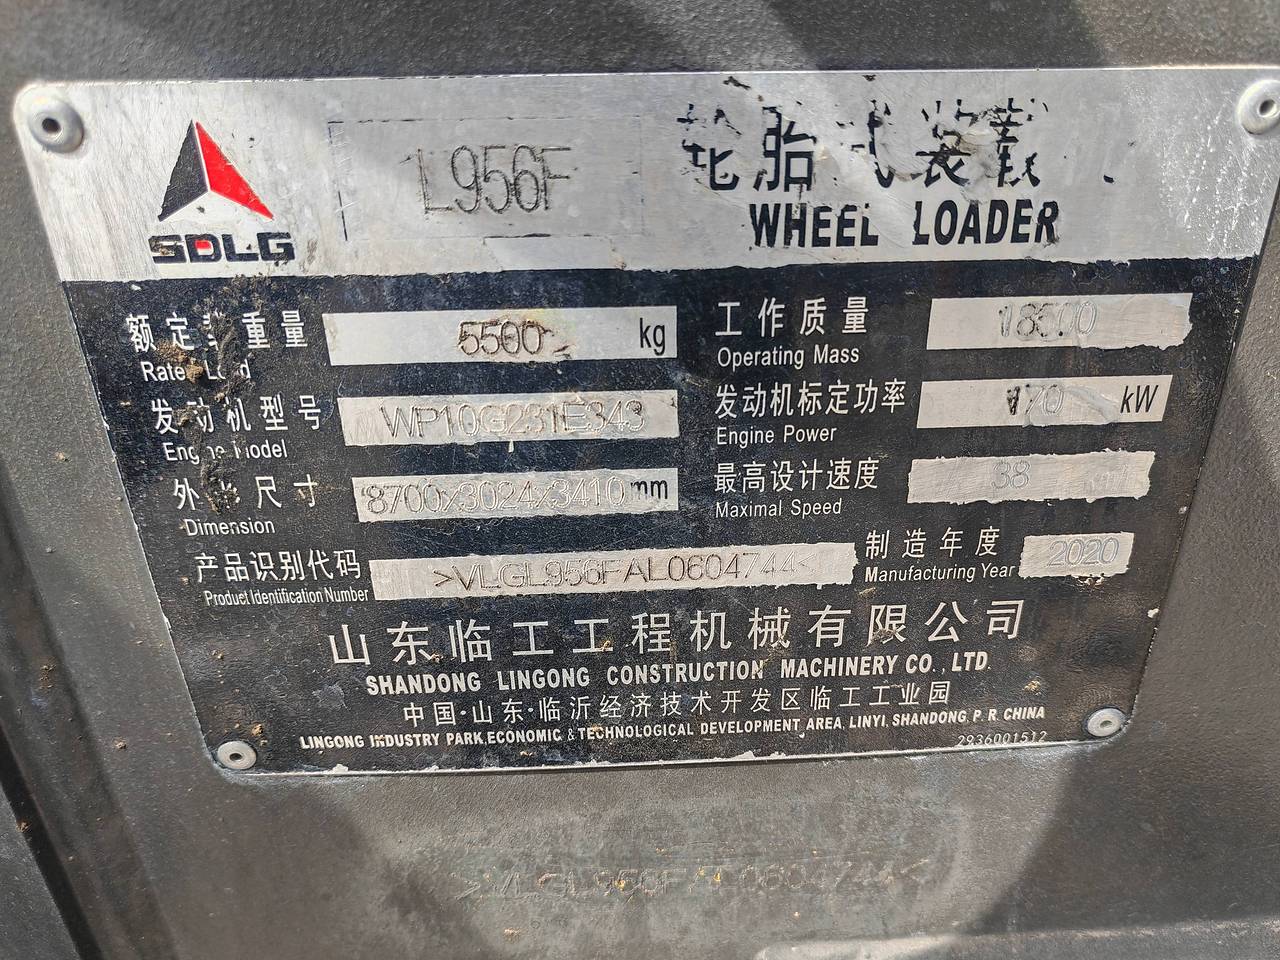 SDLG
L956F
轮胎式装载
WHEEL LOADER
额定 重量 5500 kg
Rated Load
工作质量 18500
Operating Mass
发动机型号 WP10G231E343
Engine Model
发动机标定功率 170 kW
Engine Power
外形尺寸 8700x3024x3410 mm
Dimension
最高设计速度 38
Maximal Speed
产品识别代码 >VLGL956FAL0604744<
Product Identification Number
制造年度 2020
Manufacturing Year
山东临工工程机械有限公司
SHANDONG LINGONG CONSTRUCTION MACHINERY CO., LTD
中国·山东·临沂经济技术开发区临工工业园
LINGONG INDUSTRY PARK, ECONOMIC & TECHNOLOGICAL DEVELOPMENT AREA, LINYI, SHANDONG, P. R. CHINA
2936001512
>VLGL956FAL0604744<